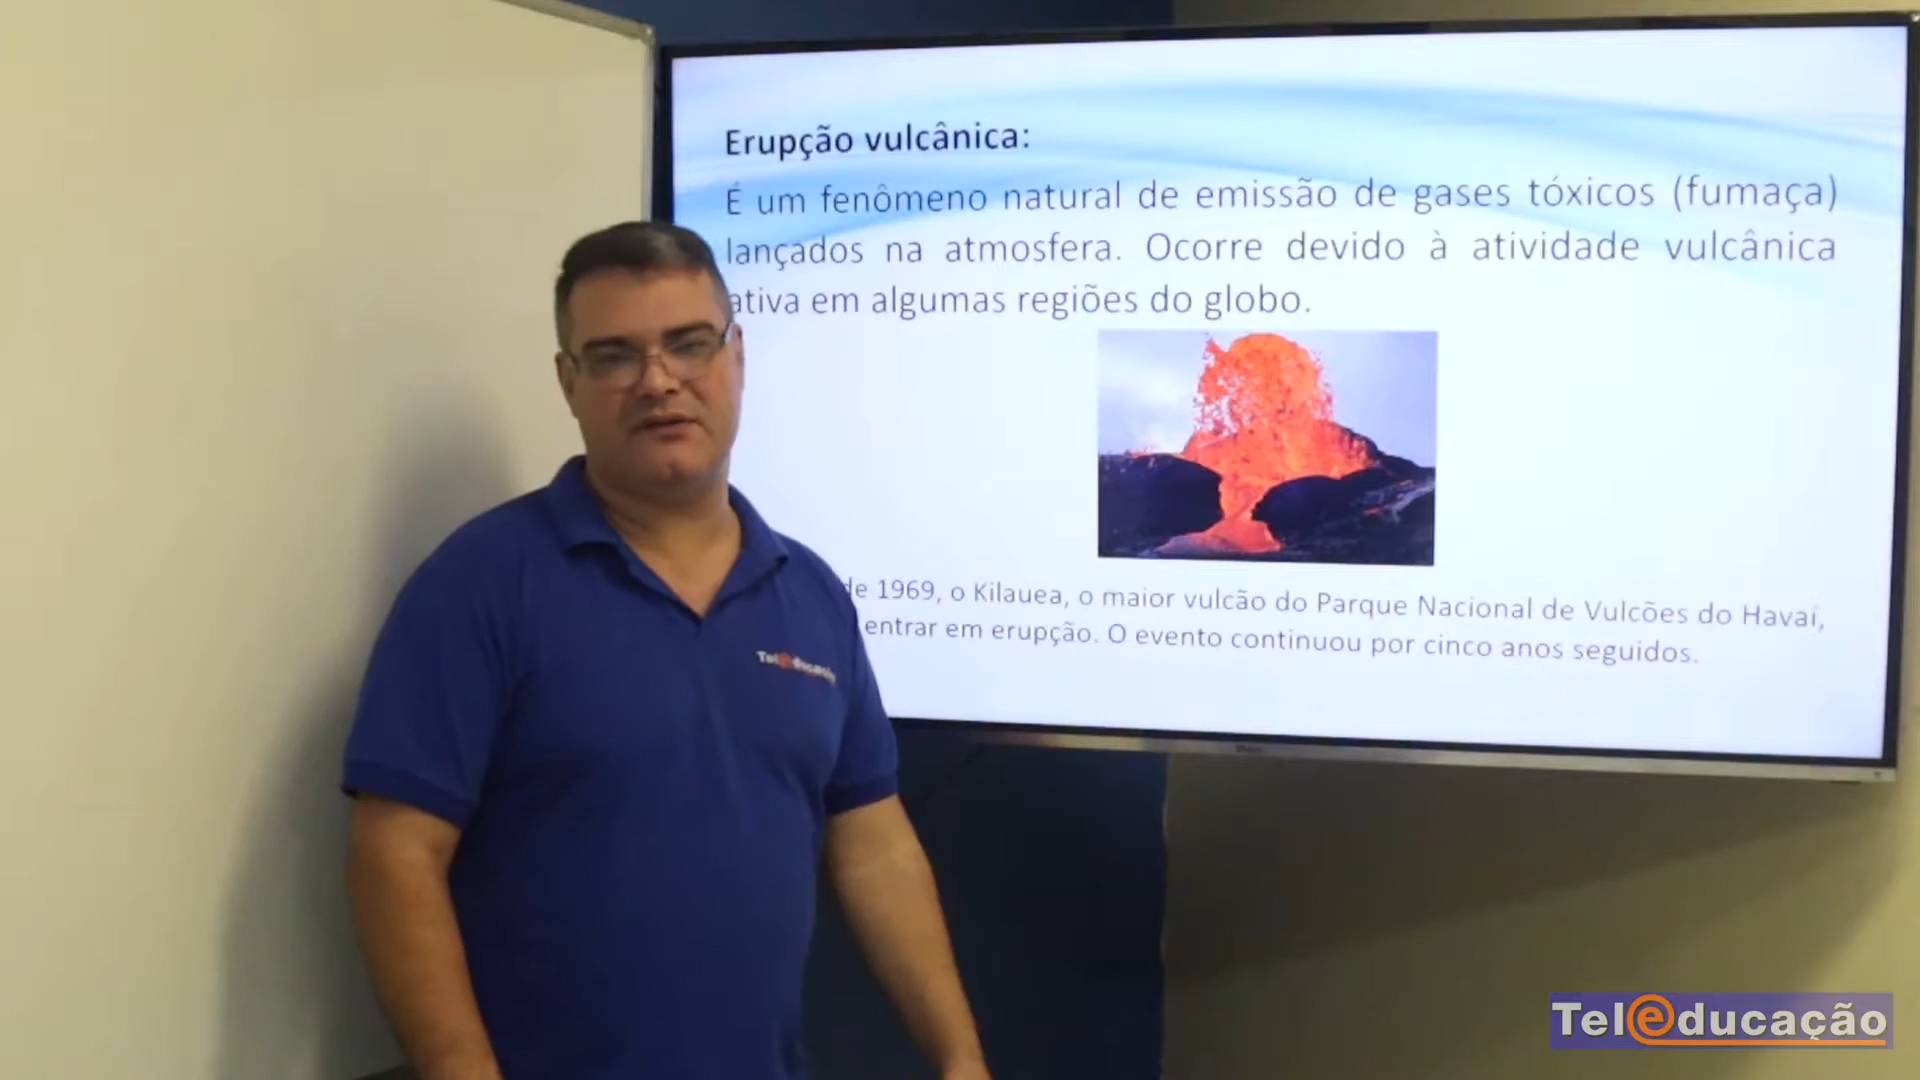 Erupção vulcânica:
É um fenômeno natural de emissão de gases tóxicos (fumaça)
lançados na atmosfera. Ocorre devido à atividade vulcânica
ativa em algumas regiões do globo.
de 1969, o Kilauea, o maior vulcão do Parque Nacional de Vulcões do Havaí,
entrar em erupção. O evento continuou por cinco anos seguidos.
Teleducação
Teleducação